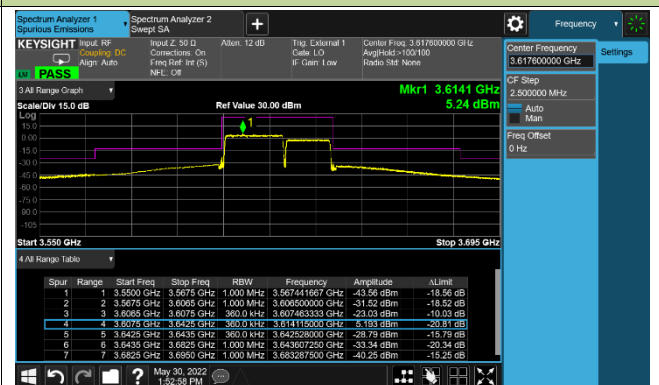 Spectrum Analyzer 1
Spurious Emissions
Spectrum Analyzer 2
Swept SA
Frequency
KEYSIGHT
Input: RF
Coupling: DC
Align: Auto
Input Z: 50 Ω
Corrections: On
Freq Ref: Int (S)
NFE: Off
Atten: 12 dB
Trig: External 1
Gate: LO
IF Gain: Low
Center Freq: 3.617600000 GHz
Avg|Hold:>100/100
Radio Std: None
PASS
Center Frequency
3.617600000 GHz
Settings
CF Step
2.500000 MHz
Auto
Man
Freq Offset
0 Hz
3 All Range Graph
Mkr1 3.6141 GHz
Scale/Div 15.0 dB
Ref Value 30.00 dBm
5.24 dBm
Log
15.0
0.00
-15.0
-30.0
-45.0
-60.0
-75.0
-90.0
-105
1
Start 3.550 GHz
Stop 3.695 GHz
4 All Range Table
Spur Range Start Freq Stop Freq RBW Frequency Amplitude ΔLimit
1 1 3.5500 GHz 3.5675 GHz 1.000 MHz 3.567441667 GHz -43.56 dBm -18.56 dB
2 2 3.5675 GHz 3.6065 GHz 1.000 MHz 3.606500000 GHz -31.52 dBm -18.52 dB
3 3 3.6065 GHz 3.6075 GHz 360.0 kHz 3.607463333 GHz -23.03 dBm -10.03 dB
4 4 3.6075 GHz 3.6425 GHz 360.0 kHz 3.614115000 GHz 5.193 dBm -20.81 dB
5 5 3.6425 GHz 3.6435 GHz 360.0 kHz 3.642528000 GHz -28.79 dBm -15.79 dB
6 6 3.6435 GHz 3.6825 GHz 1.000 MHz 3.643607250 GHz -33.34 dBm -20.34 dB
7 7 3.6825 GHz 3.6950 GHz 1.000 MHz 3.683287500 GHz -40.25 dBm -15.25 dB
May 30, 2022
1:52:58 PM